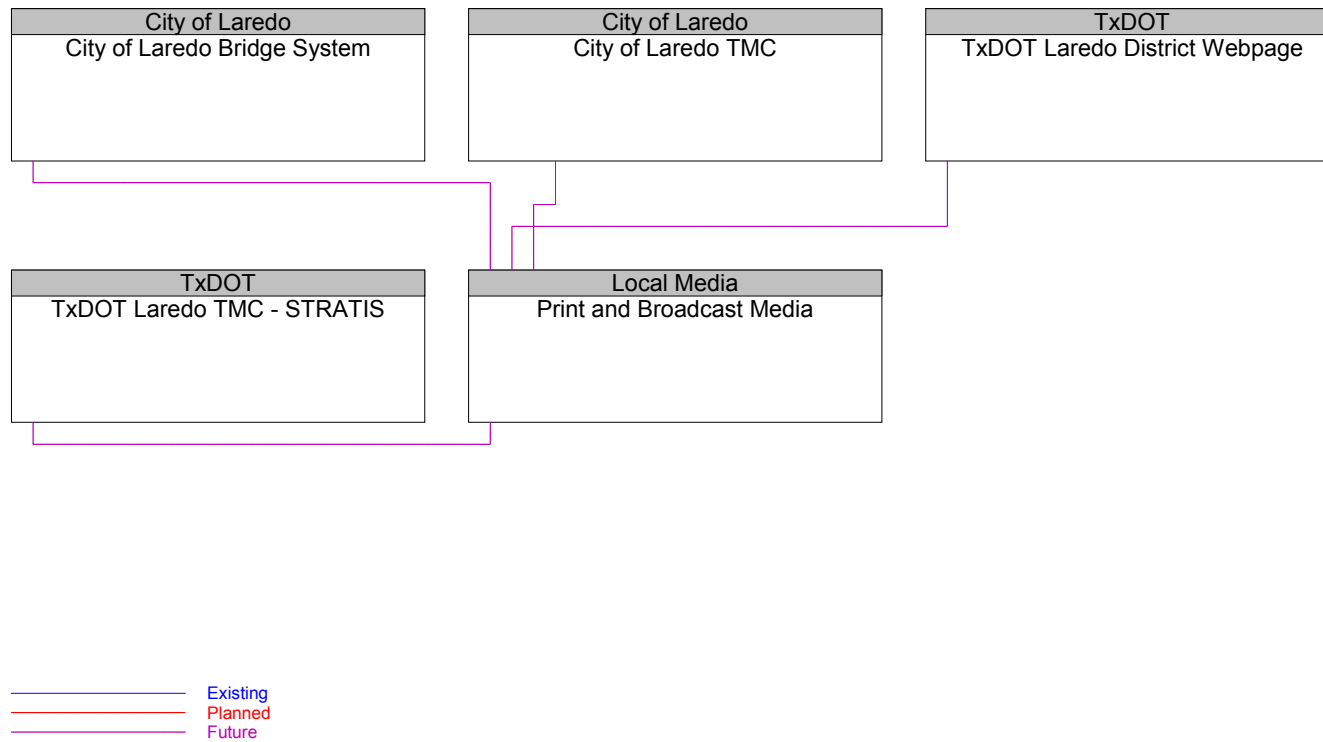 City of Laredo
City of Laredo Bridge System
City of Laredo
City of Laredo TMC
TxDOT
TxDOT Laredo District Webpage
TxDOT
TxDOT Laredo TMC - STRATIS
Local Media
Print and Broadcast Media
Existing
Planned
Future